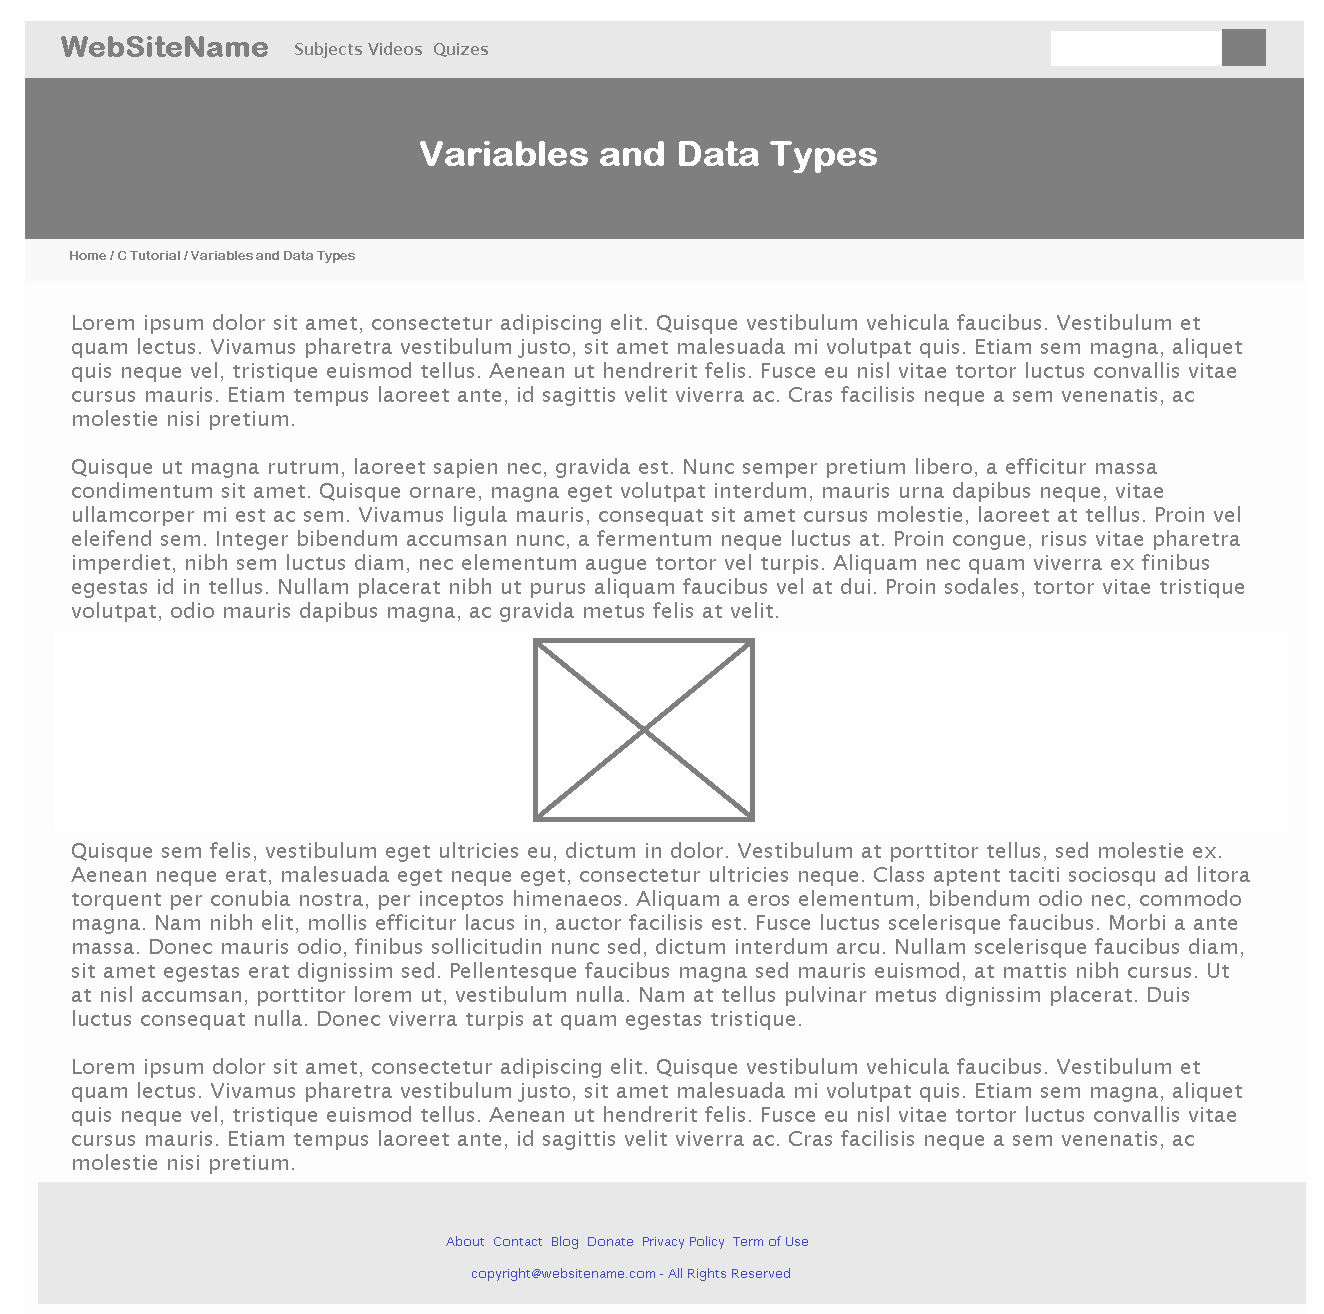 WebSiteName Subjects Videos Quizes
Variables and Data Types
Home / C Tutorial / Variables and Data Types
Lorem ipsum dolor sit amet, consectetur adipiscing elit. Quisque vestibulum vehicula faucibus. Vestibulum et
quam lectus. Vivamus pharetra vestibulum justo, sit amet malesuada mi volutpat quis. Etiam sem magna, aliquet
quis neque vel, tristique euismod tellus. Aenean ut hendrerit felis. Fusce eu nisl vitae tortor luctus convallis vitae
cursus mauris. Etiam tempus laoreet ante, id sagittis velit viverra ac. Cras facilisis neque a sem venenatis, ac
molestie nisi pretium.
Quisque ut magna rutrum, laoreet sapien nec, gravida est. Nunc semper pretium libero, a efficitur massa
condimentum sit amet. Quisque ornare, magna eget volutpat interdum, mauris urna dapibus neque, vitae
ullamcorper mi est ac sem. Vivamus ligula mauris, consequat sit amet cursus molestie, laoreet at tellus. Proin vel
eleifend sem. Integer bibendum accumsan nunc, a fermentum neque luctus at. Proin congue, risus vitae pharetra
imperdiet, nibh sem luctus diam, nec elementum augue tortor vel turpis. Aliquam nec quam viverra ex finibus
egestas id in tellus. Nullam placerat nibh ut purus aliquam faucibus vel at dui. Proin sodales, tortor vitae tristique
volutpat, odio mauris dapibus magna, ac gravida metus felis at velit.
Quisque sem felis, vestibulum eget ultricies eu, dictum in dolor. Vestibulum at porttitor tellus, sed molestie ex.
Aenean neque erat, malesuada eget neque eget, consectetur ultricies neque. Class aptent taciti sociosqu ad litora
torquent per conubia nostra, per inceptos himenaeos. Aliquam a eros elementum, bibendum odio nec, commodo
magna. Nam nibh elit, mollis efficitur lacus in, auctor facilisis est. Fusce luctus scelerisque faucibus. Morbi a ante
massa. Donec mauris odio, finibus sollicitudin nunc sed, dictum interdum arcu. Nullam scelerisque faucibus diam,
sit amet egestas erat dignissim sed. Pellentesque faucibus magna sed mauris euismod, at mattis nibh cursus. Ut
at nisl accumsan, porttitor lorem ut, vestibulum nulla. Nam at tellus pulvinar metus dignissim placerat. Duis
luctus consequat nulla. Donec viverra turpis at quam egestas tristique.
Lorem ipsum dolor sit amet, consectetur adipiscing elit. Quisque vestibulum vehicula faucibus. Vestibulum et
quam lectus. Vivamus pharetra vestibulum justo, sit amet malesuada mi volutpat quis. Etiam sem magna, aliquet
quis neque vel, tristique euismod tellus. Aenean ut hendrerit felis. Fusce eu nisl vitae tortor luctus convallis vitae
cursus mauris. Etiam tempus laoreet ante, id sagittis velit viverra ac. Cras facilisis neque a sem venenatis, ac
molestie nisi pretium.
About Contact Blog Donate Privacy Policy Term of Use
copyright@websitename.com - All Rights Reserved